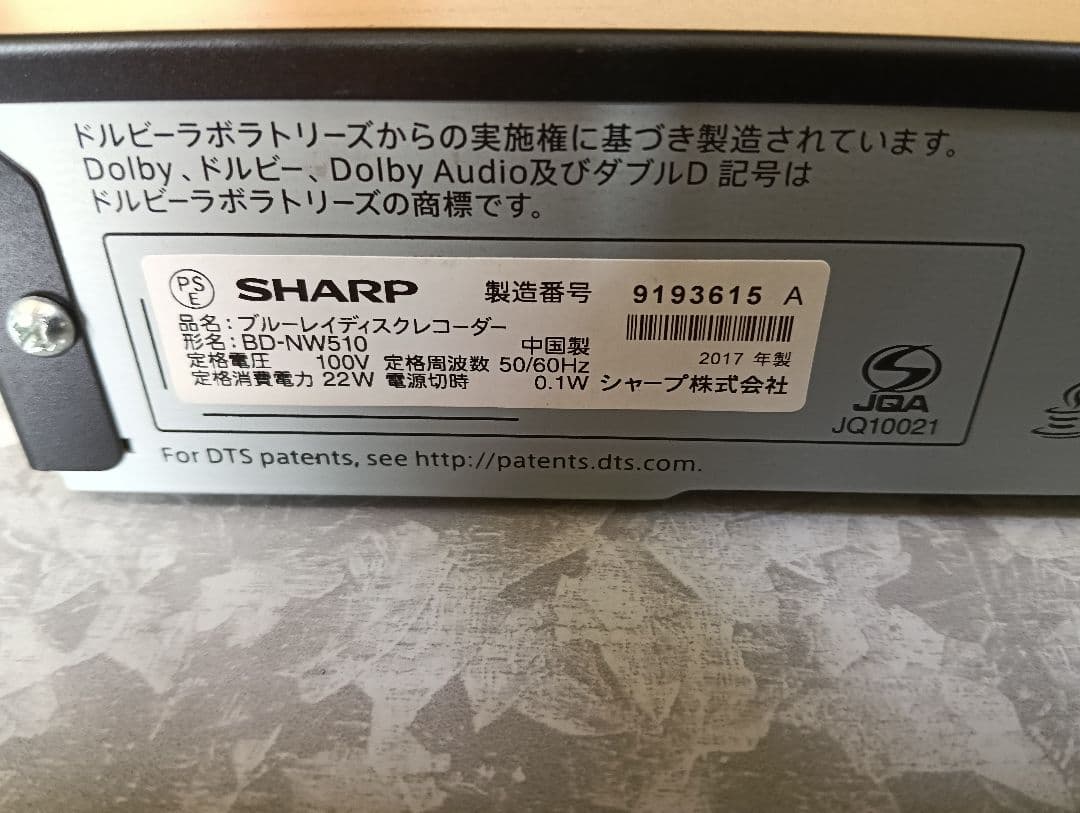 ドルビーラボラトリーズからの実施権に基づき製造されています。
Dolby、ドルビー、Dolby Audio及びダブルD 記号は
ドルビーラボラトリーズの商標です。
PSE SHARP 製造番号 9193615 A
品名:ブルーレイディスクレコーダー
形名:BD-NW510 中国製
定格電圧 100V 定格周波数 50/60Hz 2017 年製
定格消費電力 22W 電源切時 0.1W シャープ株式会社
JQA
JQ10021
For DTS patents, see http://patents.dts.com.